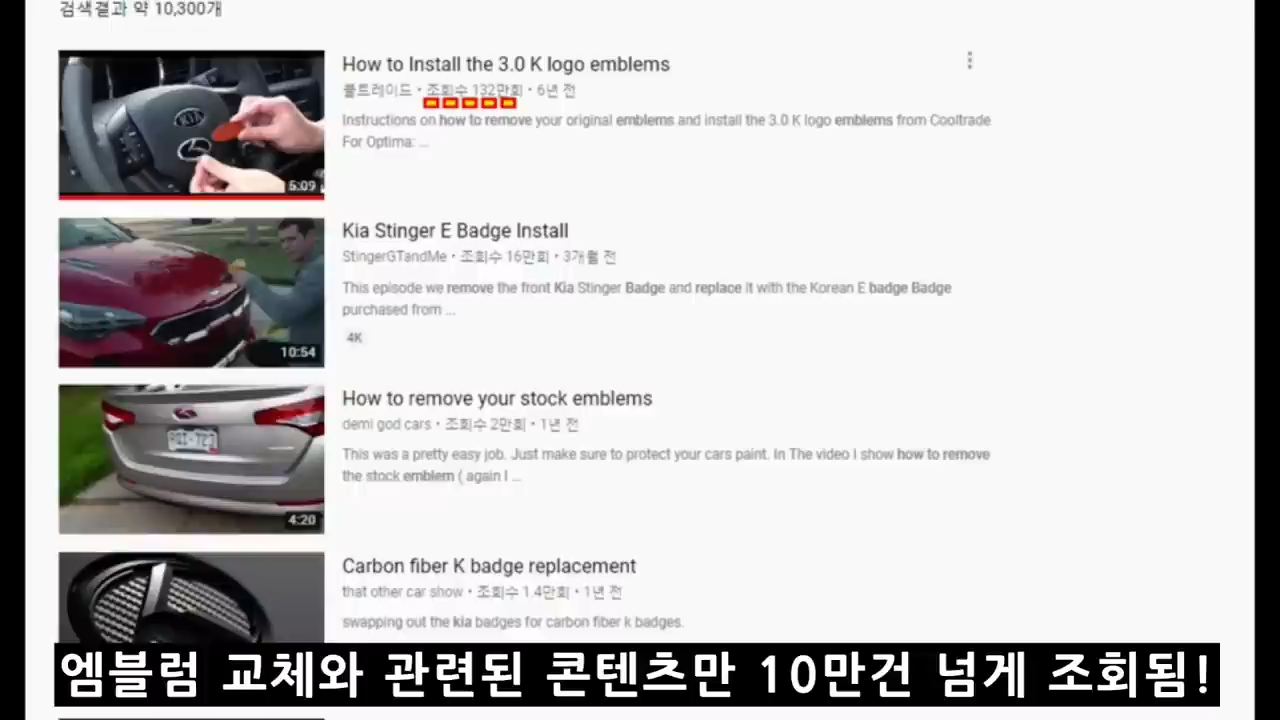 검색결과 약 10,300개
How to Install the 3.0 K logo emblems
쿨트레이드 • 조회수 132만회 • 6년 전
Instructions on how to remove your original emblems and install the 3.0 K logo emblems from Cooltrade
For Optima: ...
KIA
5:09
Kia Stinger E Badge Install
StingerGTandMe • 조회수 16만회 • 3개월 전
This episode we remove the front Kia Stinger Badge and replace it with the Korean E badge Badge
purchased from ...
4K
10:54
How to remove your stock emblems
demi god cars • 조회수 2만회 • 1년 전
This was a pretty easy job. Just make sure to protect your cars paint. In The video I show how to remove
the stock emblem ( again I ...
4:20
Carbon fiber K badge replacement
that other car show • 조회수 1.4만회 • 1년 전
swapping out the kia badges for carbon fiber k badges.
엠블럼 교체와 관련된 콘텐츠만 10만건 넘게 조회됨!